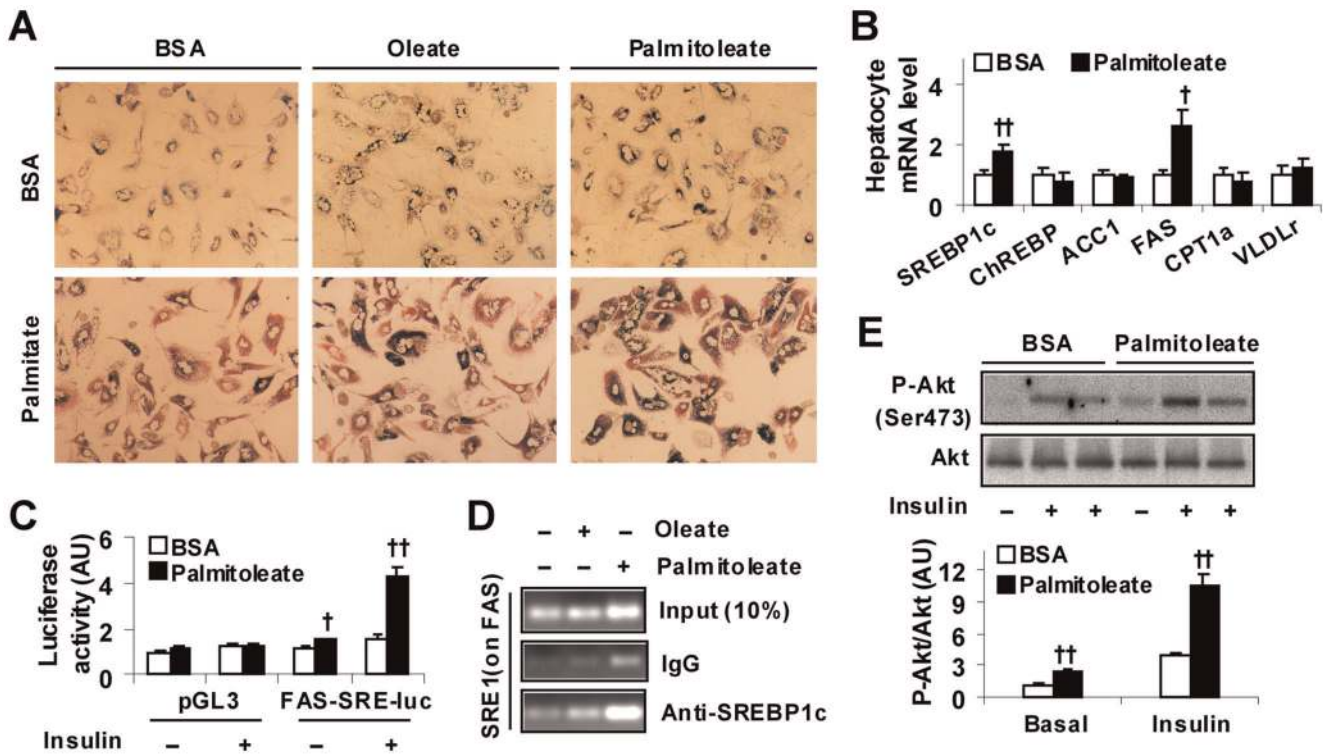 A
BSA
Oleate
Palmitoleate
BSA
Palmitate
B
BSA
Palmitoleate
Hepatocyte
mRNA level
4
2
0
††
†
SREBP1c
ChREBP
ACC1
FAS
CPT1a
VLDLr
C
Luciferase
activity (AU)
6
4
2
0
BSA
Palmitoleate
†
††
pGL3
FAS-SRE-luc
Insulin
– + – +
D
– + – Oleate
– – + Palmitoleate
SRE1(on FAS)
Input (10%)
IgG
Anti-SREBP1c
E
BSA
Palmitoleate
P-Akt
(Ser473)
Akt
Insulin – + + – + +
P-Akt/Akt (AU)
12
9
6
3
0
BSA
Palmitoleate
††
††
Basal
Insulin